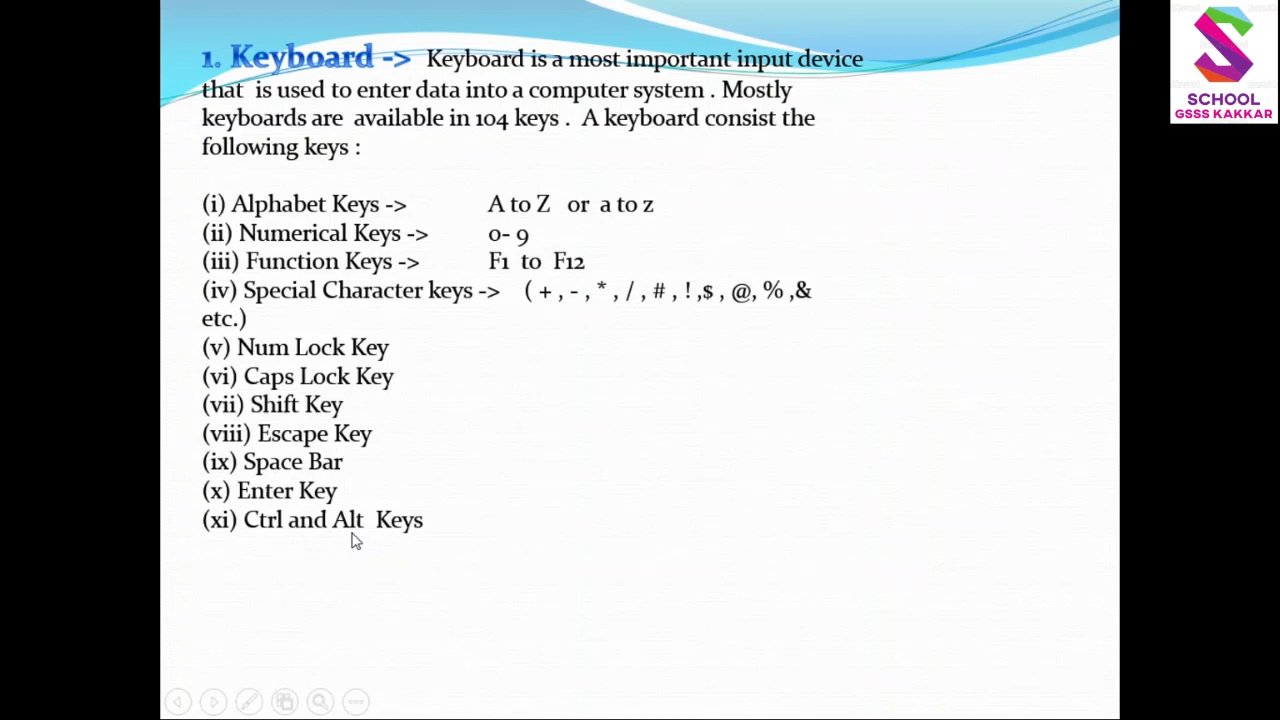 1. Keyboard -> Keyboard is a most important input device
that is used to enter data into a computer system . Mostly
keyboards are available in 104 keys . A keyboard consist the
following keys :
(i) Alphabet Keys -> A to Z or a to z
(ii) Numerical Keys -> 0- 9
(iii) Function Keys -> F1 to F12
(iv) Special Character keys -> ( + , - , * , / , # , ! ,$ , @, % ,&
etc.)
(v) Num Lock Key
(vi) Caps Lock Key
(vii) Shift Key
(viii) Escape Key
(ix) Space Bar
(x) Enter Key
(xi) Ctrl and Alt Keys
SCHOOL
GSSS KAKKAR